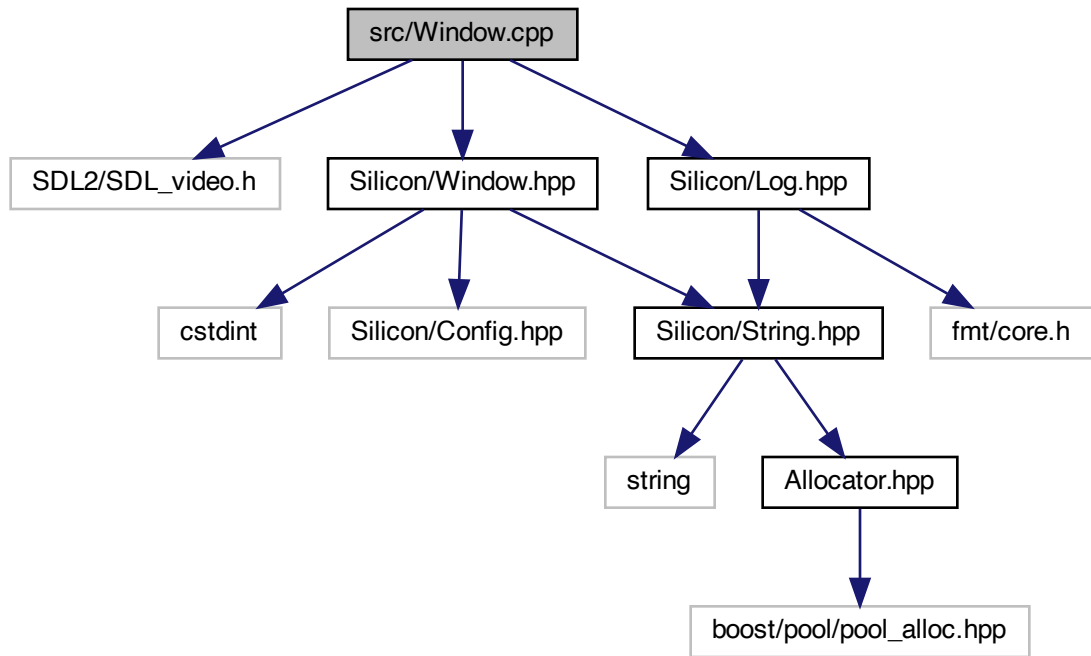 src/Window.cpp
SDL2/SDL_video.h
Silicon/Window.hpp
Silicon/Log.hpp
cstdint
Silicon/Config.hpp
Silicon/String.hpp
fmt/core.h
string
Allocator.hpp
boost/pool/pool_alloc.hpp